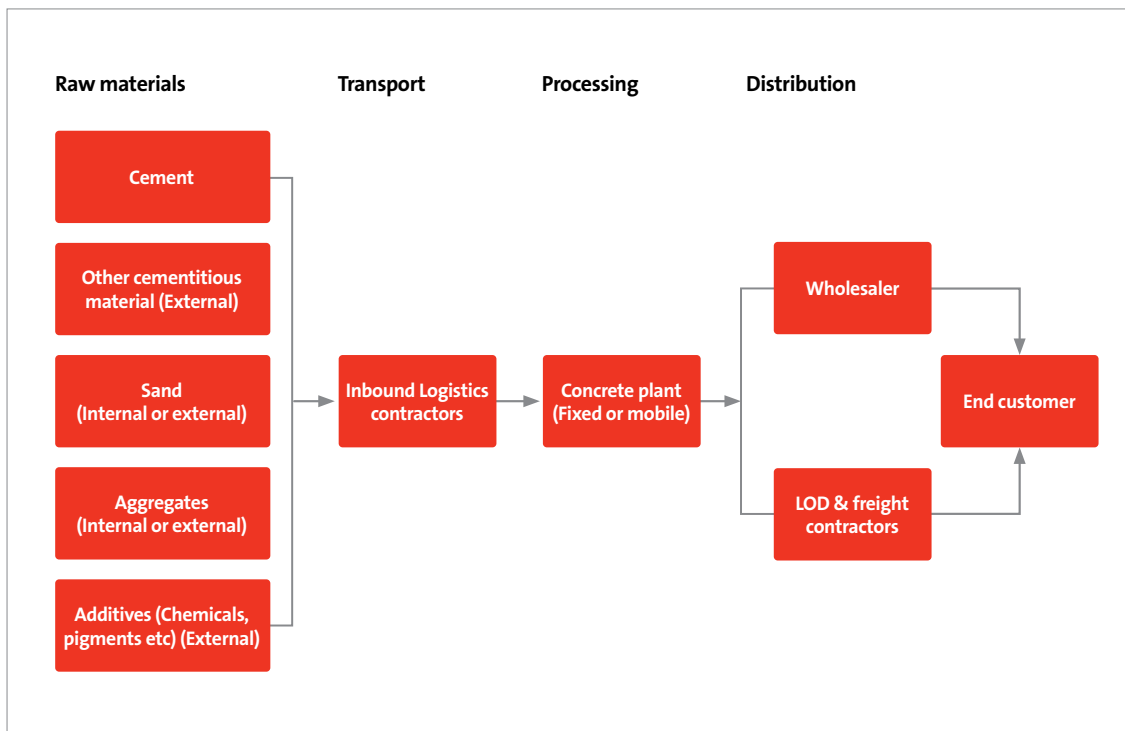 Raw materials
Transport
Processing
Distribution
Cement
Other cementitious
material (External)
Sand
(Internal or external)
Aggregates
(Internal or external)
Additives (Chemicals,
pigments etc) (External)
Inbound Logistics
contractors
Concrete plant
(Fixed or mobile)
Wholesaler
LOD & freight
contractors
End customer